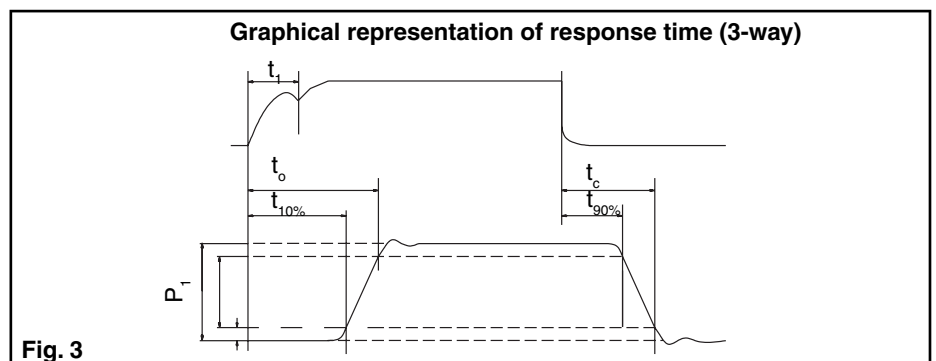 Graphical representation of response time (3-way)
t1
to
tc
t10%
t90%
P1
Fig. 3